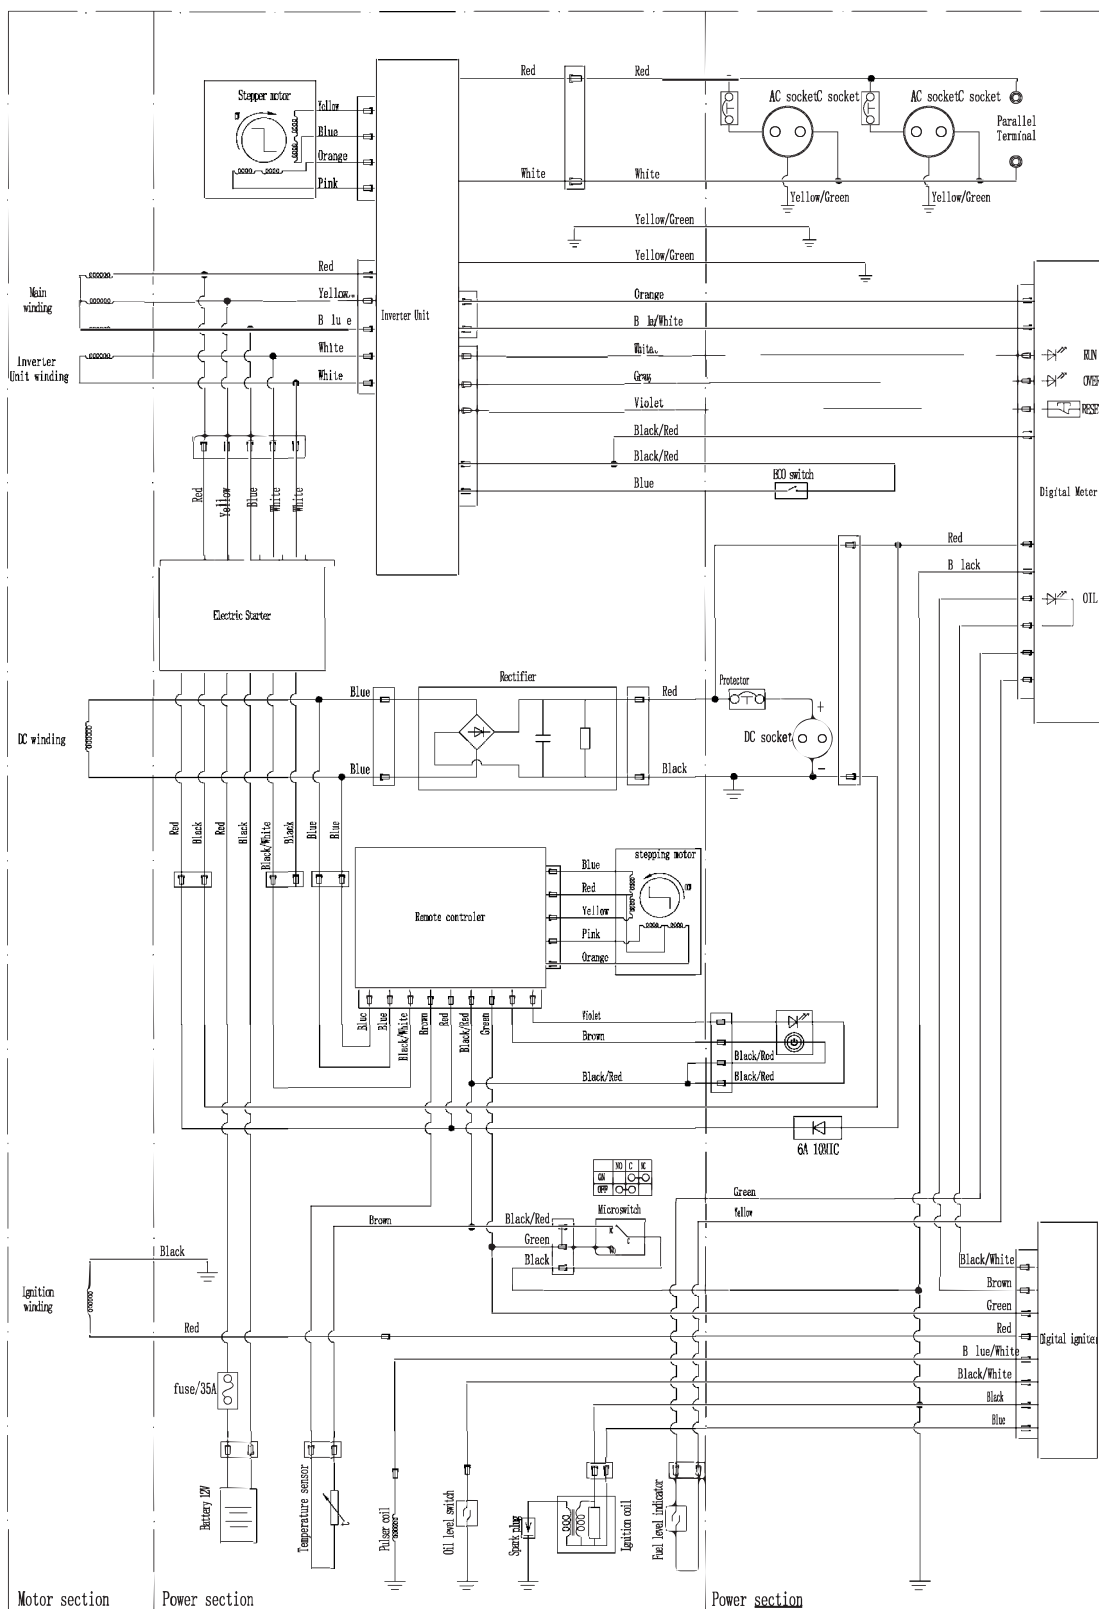 Red
Red
Stepper motor
Yellow
Blue
Orange
Pink
AC socketC socket
AC socketC socket
Parallel
Terminal
White
White
Yellow/Green
Yellow/Green
Yellow/Green
Yellow/Green
Main
winding
Red
Yellow
B lu e
White
White
Inverter
Unit winding
Inverter Unit
Orange
B lu/White
White
Gray
Violet
Black/Red
Black/Red
Blue
ECO switch
RUN
OVER
RESE
Digital Meter
OIL
Red
B lack
Red
Yellow
Blue
White
White
Electric Starter
Rectifier
Blue
Blue
Red
Black
Protector
+
DC socket
-
DC winding
Red
Black
Red
Black
Black/White
Black
Blue
Blue
Remote controler
Blue
Red
Yellow
Pink
Orange
stepping motor
Blue
Blue
Black/White
Brown
Red
Black/Red
Green
Violet
Brown
Black/Red
Black/Red
Black/Red
6A 10MIC
NO C NC
ON
OFF
Microswitch
Brown
Black/Red
Green
Black
Green
Yellow
Black
Ignition
winding
Red
Black/White
Brown
Green
Red
B lue/White
Black/White
Black
Blue
Digital igniter
fuse/35A
Battery 12V
Temperature sensor
Pulser coil
Oil level switch
Spark plug
Ignition coil
Fuel level indicator
Motor section
Power section
Power section